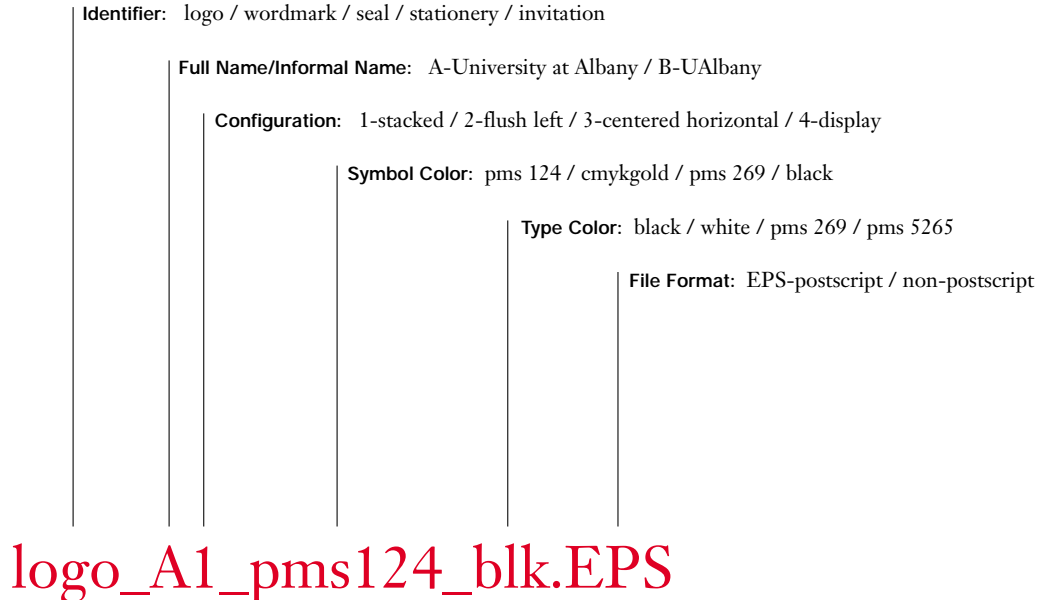 Identifier: logo / wordmark / seal / stationery / invitation
Full Name/Informal Name: A-University at Albany / B-UAlbany
Configuration: 1-stacked / 2-flush left / 3-centered horizontal / 4-display
Symbol Color: pms 124 / cmykgold / pms 269 / black
Type Color: black / white / pms 269 / pms 5265
File Format: EPS-postscript / non-postscript
logo_A1_pms124_blk.EPS